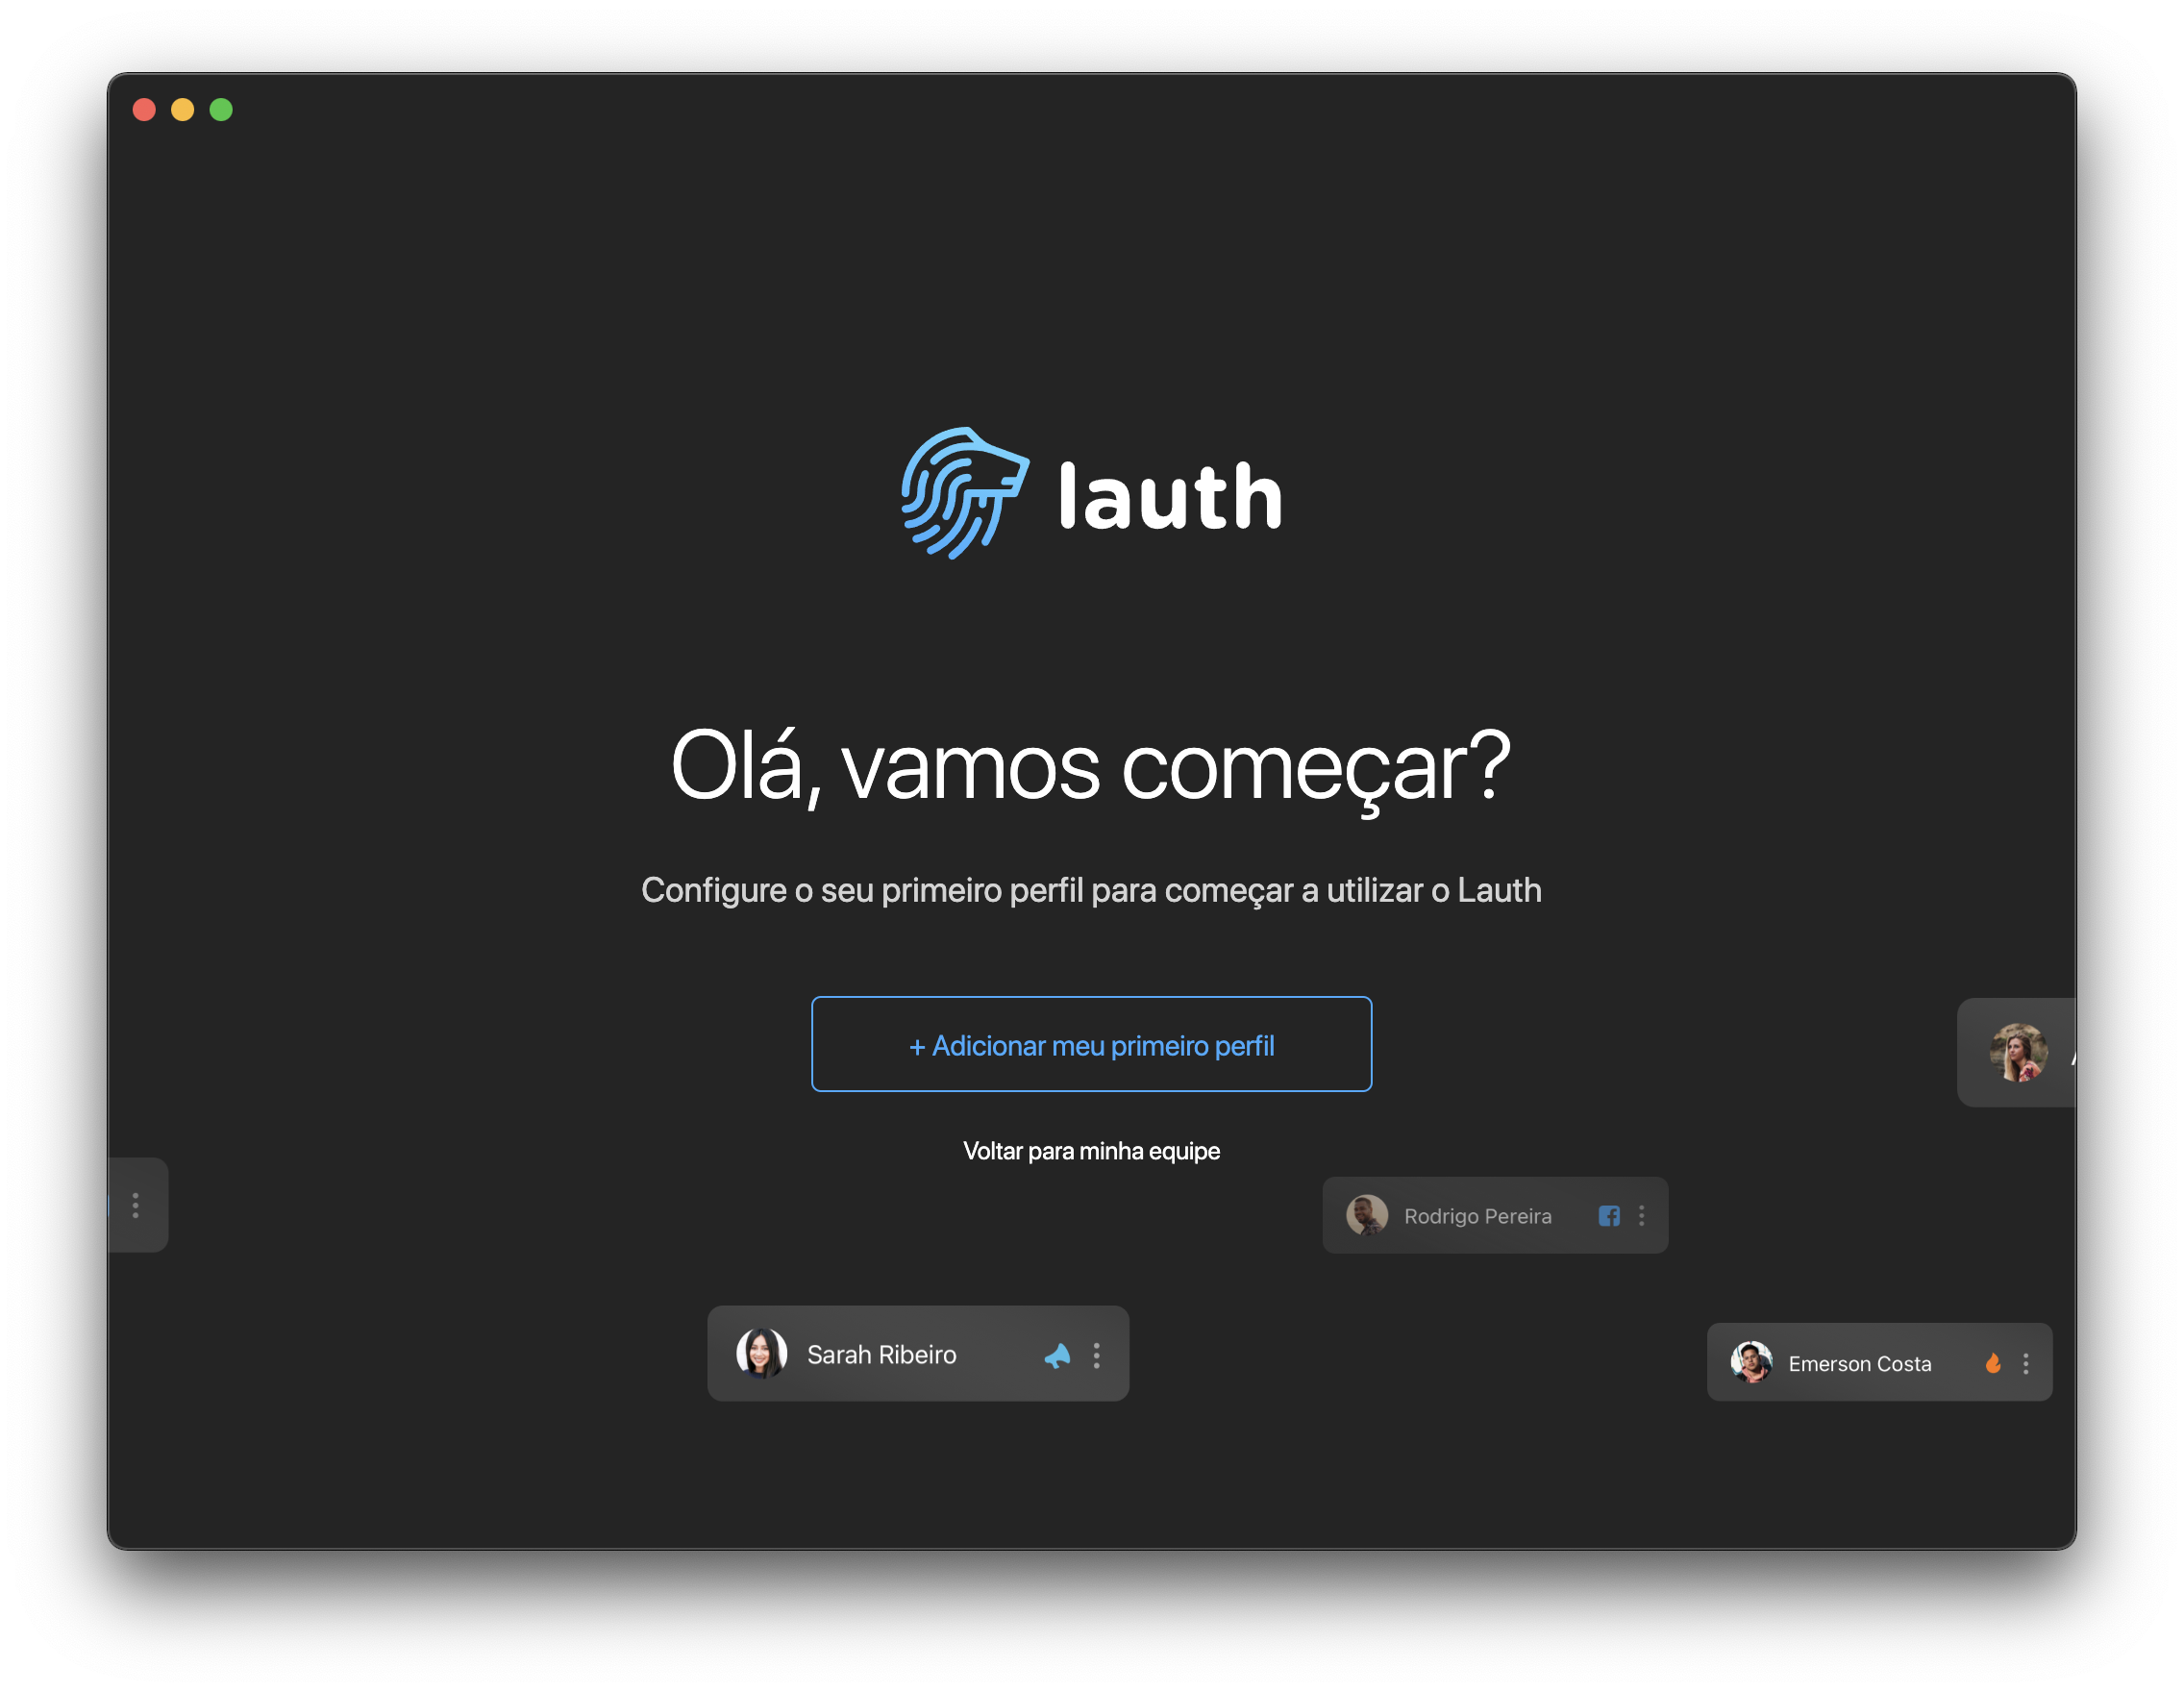 lauth
Olá, vamos começar?
Configure o seu primeiro perfil para começar a utilizar o Lauth
+ Adicionar meu primeiro perfil
Voltar para minha equipe
Rodrigo Pereira
Sarah Ribeiro
Emerson Costa